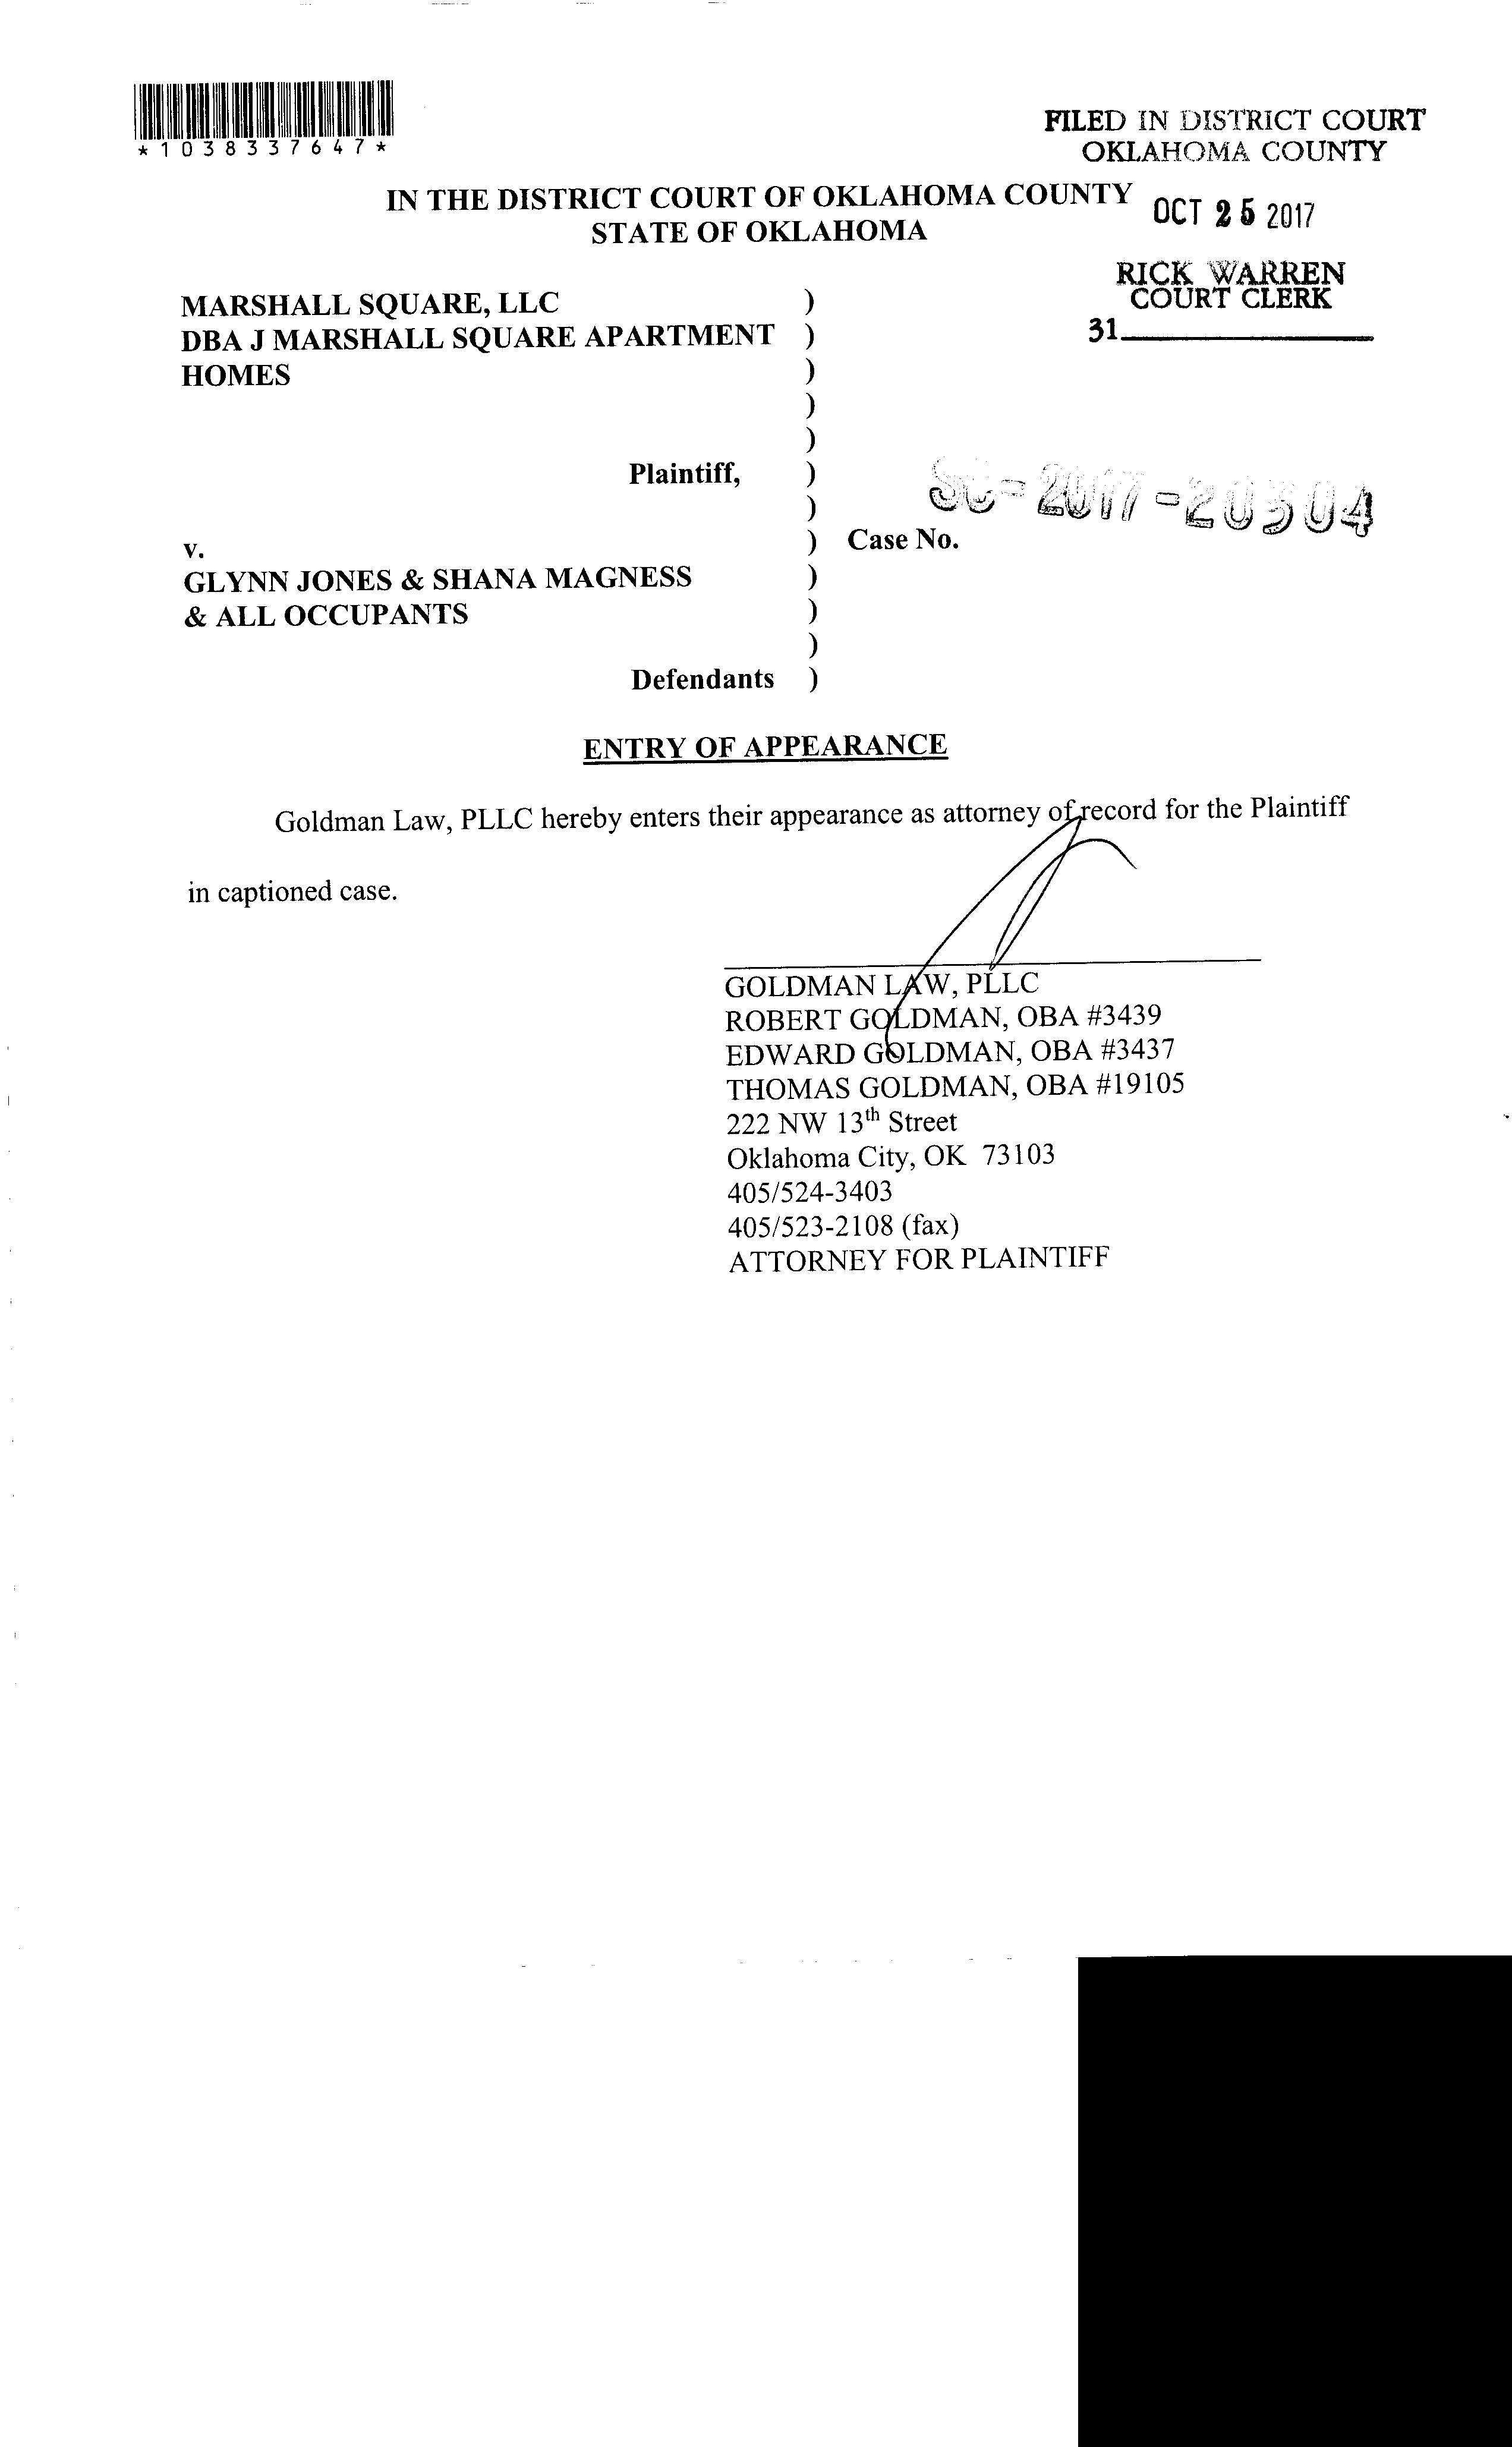 *1038337647*
FILED IN DISTRICT COURT
OKLAHOMA COUNTY
IN THE DISTRICT COURT OF OKLAHOMA COUNTY
STATE OF OKLAHOMA
OCT 25 2017
RICK WARREN
COURT CLERK
31
MARSHALL SQUARE, LLC )
DBA J MARSHALL SQUARE APARTMENT )
HOMES )
)
)
Plaintiff, )
)
SC-2017-20304
v. ) Case No.
GLYNN JONES & SHANA MAGNESS )
& ALL OCCUPANTS )
)
Defendants )
ENTRY OF APPEARANCE
Goldman Law, PLLC hereby enters their appearance as attorney of record for the Plaintiff
in captioned case.
GOLDMAN LAW, PLLC
ROBERT GOLDMAN, OBA #3439
EDWARD GOLDMAN, OBA #3437
THOMAS GOLDMAN, OBA #19105
222 NW 13th Street
Oklahoma City, OK 73103
405/524-3403
405/523-2108 (fax)
ATTORNEY FOR PLAINTIFF